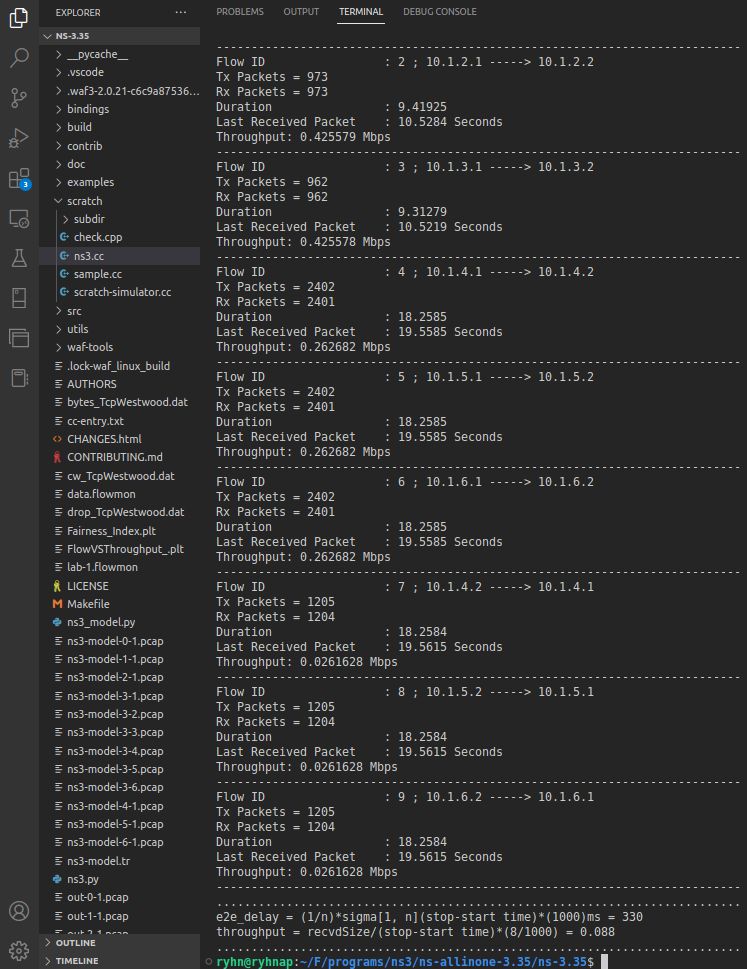 EXPLORER
···
NS-3.35
__pycache__
.vscode
.waf3-2.0.21-c6c9a87536...
bindings
build
contrib
doc
examples
scratch
subdir
check.cpp
ns3.cc
sample.cc
scratch-simulator.cc
src
utils
waf-tools
.lock-waf_linux_build
AUTHORS
bytes_TcpWestwood.dat
cc-entry.txt
CHANGES.html
CONTRIBUTING.md
cw_TcpWestwood.dat
data.flowmon
drop_TcpWestwood.dat
Fairness_Index.plt
FlowVSThroughput_.plt
lab-1.flowmon
LICENSE
Makefile
ns3_model.py
ns3-model-0-1.pcap
ns3-model-1-1.pcap
ns3-model-2-1.pcap
ns3-model-3-1.pcap
ns3-model-3-2.pcap
ns3-model-3-3.pcap
ns3-model-3-4.pcap
ns3-model-3-5.pcap
ns3-model-3-6.pcap
ns3-model-4-1.pcap
ns3-model-5-1.pcap
ns3-model-6-1.pcap
ns3-model.tr
ns3.py
out-0-1.pcap
out-1-1.pcap
out-2-1.pcap
OUTLINE
TIMELINE
3
PROBLEMS OUTPUT TERMINAL DEBUG CONSOLE
---------------------------------------------------------------------------
Flow ID : 2 ; 10.1.2.1 -----> 10.1.2.2
Tx Packets = 973
Rx Packets = 973
Duration : 9.41925
Last Received Packet : 10.5284 Seconds
Throughput: 0.425579 Mbps
---------------------------------------------------------------------------
Flow ID : 3 ; 10.1.3.1 -----> 10.1.3.2
Tx Packets = 962
Rx Packets = 962
Duration : 9.31279
Last Received Packet : 10.5219 Seconds
Throughput: 0.425578 Mbps
---------------------------------------------------------------------------
Flow ID : 4 ; 10.1.4.1 -----> 10.1.4.2
Tx Packets = 2402
Rx Packets = 2401
Duration : 18.2585
Last Received Packet : 19.5585 Seconds
Throughput: 0.262682 Mbps
---------------------------------------------------------------------------
Flow ID : 5 ; 10.1.5.1 -----> 10.1.5.2
Tx Packets = 2402
Rx Packets = 2401
Duration : 18.2585
Last Received Packet : 19.5585 Seconds
Throughput: 0.262682 Mbps
---------------------------------------------------------------------------
Flow ID : 6 ; 10.1.6.1 -----> 10.1.6.2
Tx Packets = 2402
Rx Packets = 2401
Duration : 18.2585
Last Received Packet : 19.5585 Seconds
Throughput: 0.262682 Mbps
---------------------------------------------------------------------------
Flow ID : 7 ; 10.1.4.2 -----> 10.1.4.1
Tx Packets = 1205
Rx Packets = 1204
Duration : 18.2584
Last Received Packet : 19.5615 Seconds
Throughput: 0.0261628 Mbps
---------------------------------------------------------------------------
Flow ID : 8 ; 10.1.5.2 -----> 10.1.5.1
Tx Packets = 1205
Rx Packets = 1204
Duration : 18.2584
Last Received Packet : 19.5615 Seconds
Throughput: 0.0261628 Mbps
---------------------------------------------------------------------------
Flow ID : 9 ; 10.1.6.2 -----> 10.1.6.1
Tx Packets = 1205
Rx Packets = 1204
Duration : 18.2584
Last Received Packet : 19.5615 Seconds
Throughput: 0.0261628 Mbps
---------------------------------------------------------------------------
...........................................................................
e2e_delay = (1/n)*sigma[1, n](stop-start time)*(1000)ms = 330
throughput = recvdSize/(stop-start time)*(8/1000) = 0.088
...........................................................................
ryhn@ryhnap:~/F/programs/ns3/ns-allinone-3.35/ns-3.35$